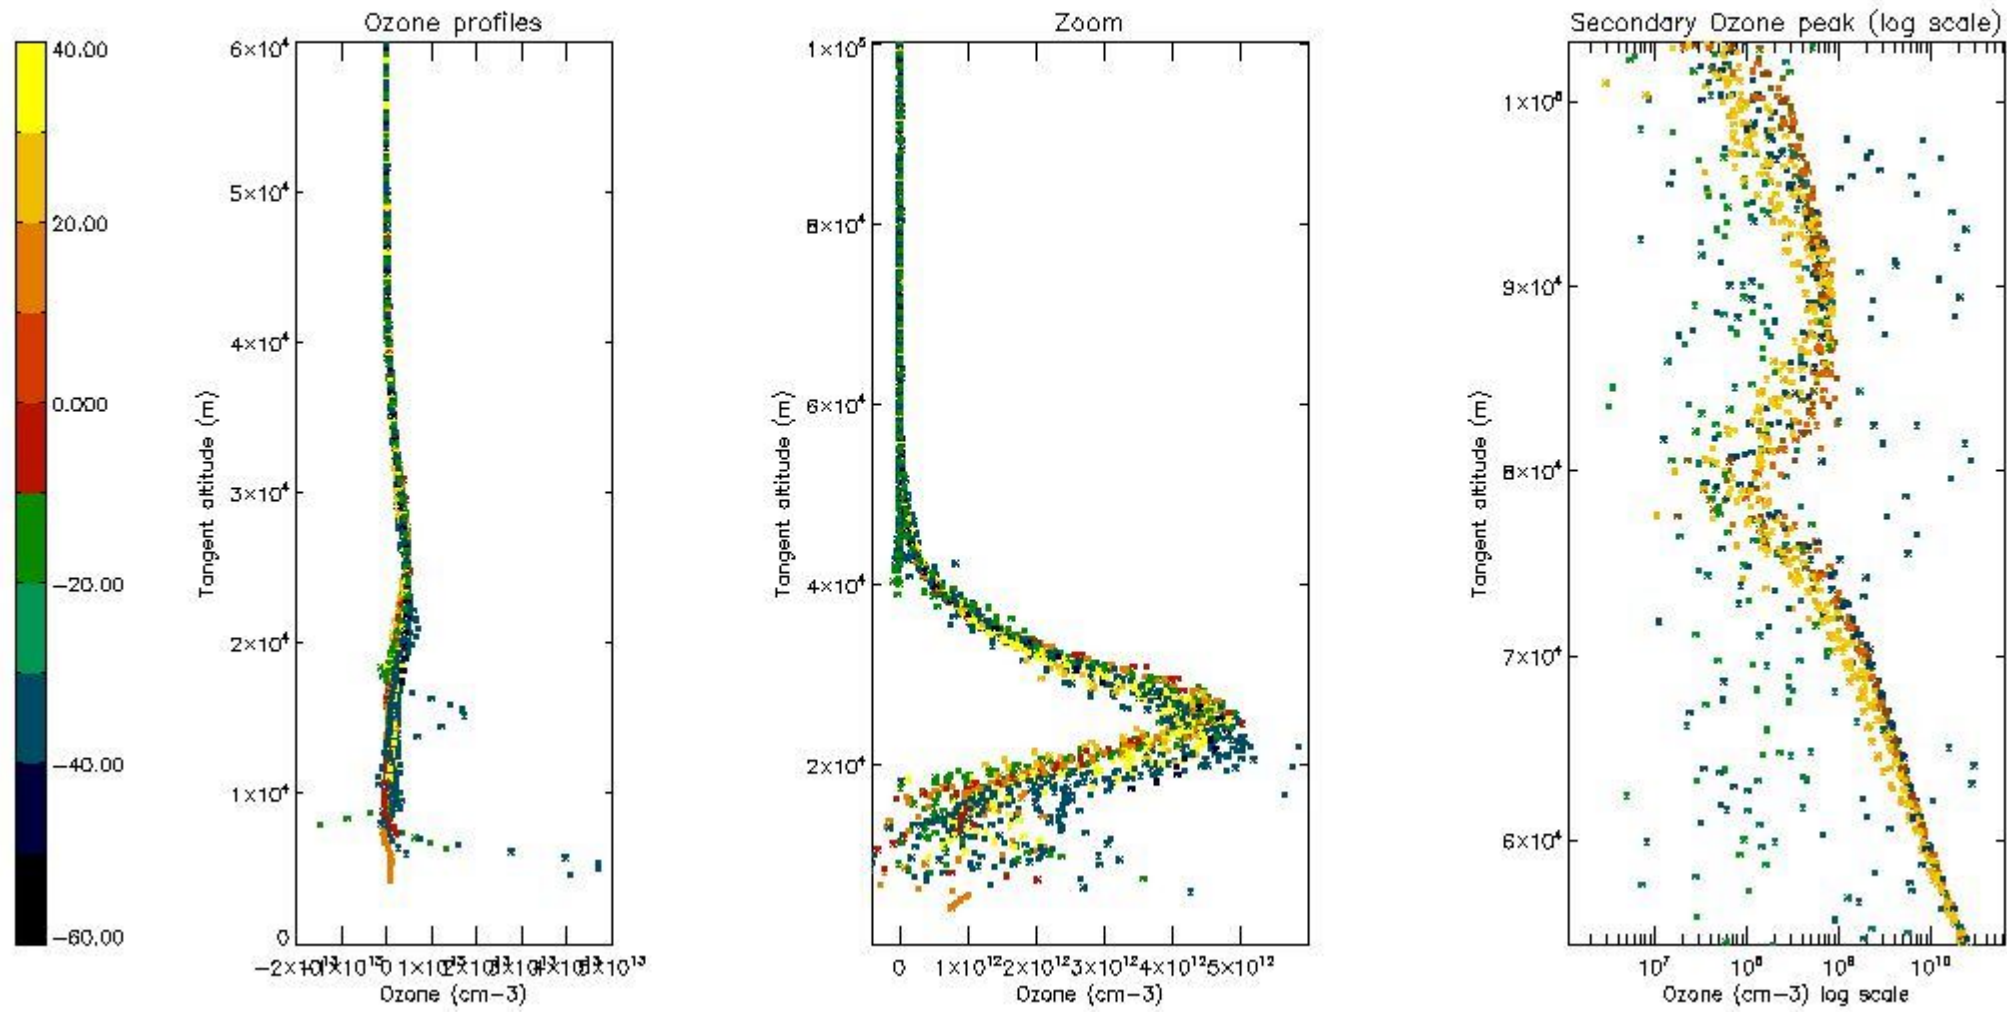 Ozone profiles
Zoom
Secondary Ozone peak (log scale)
40.00
20.00
0.000
−20.00
−40.00
−60.00
6×10⁴
5×10⁴
4×10⁴
3×10⁴
2×10⁴
1×10⁴
0
Tangent altitude (m)
Ozone (cm−3)
1×10⁵
8×10⁴
6×10⁴
4×10⁴
2×10⁴
Tangent altitude (m)
0 1×10¹² 2×10¹² 3×10¹² 4×10¹² 5×10¹²
Ozone (cm−3)
1×10⁵
9×10⁴
8×10⁴
7×10⁴
6×10⁴
Tangent altitude (m)
10⁷ 10⁸ 10⁹ 10¹⁰
Ozone (cm−3) log scale